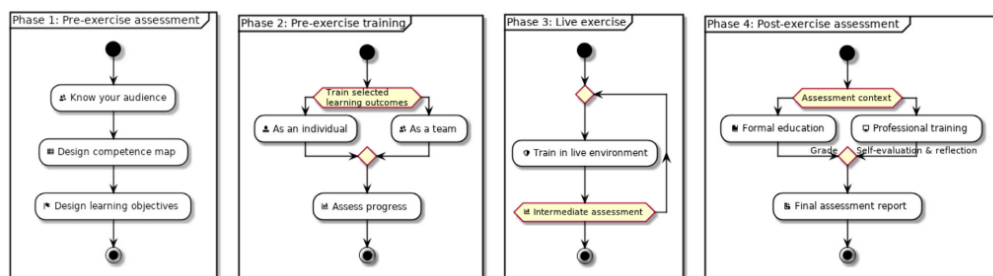 Phase 1: Pre-exercise assessment
Know your audience
Design competence map
Design learning objectives
Phase 2: Pre-exercise training
Train selected
learning outcomes
As an individual
As a team
Assess progress
Phase 3: Live exercise
Train in live environment
Intermediate assessment
Phase 4: Post-exercise assessment
Assessment context
Formal education
Professional training
Grade
Self-evaluation & reflection
Final assessment report